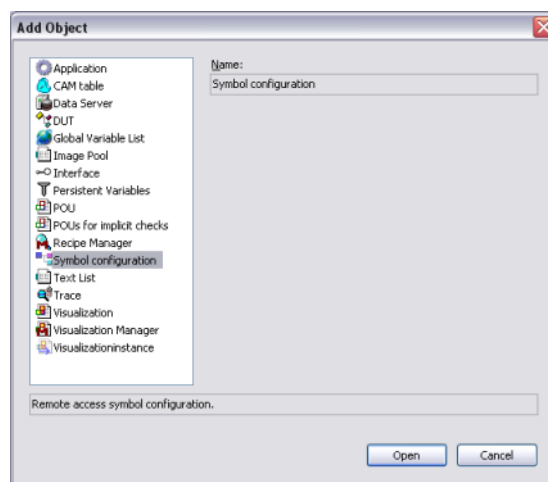 Add Object
Application
CAM table
Data Server
DUT
Global Variable List
Image Pool
Interface
Persistent Variables
POU
POUs for implicit checks
Recipe Manager
Symbol configuration
Text List
Trace
Visualization
Visualization Manager
Visualizationinstance
Name:
Symbol configuration
Remote access symbol configuration.
Open
Cancel